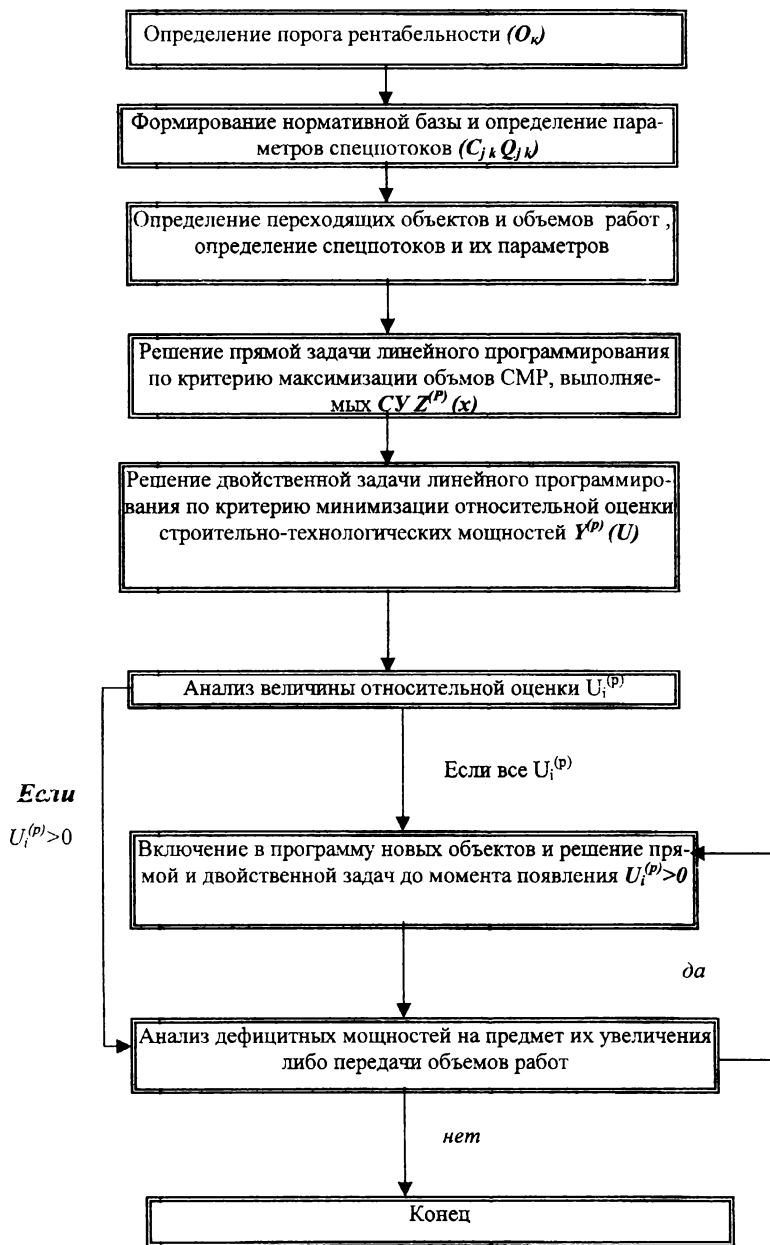 Определение порога рентабельности (Oк)
Формирование нормативной базы и определение пара-
метров спецпотоков (Cj k Qj k)
Определение переходящих объектов и объемов работ ,
определение спецпотоков и их параметров
Решение прямой задачи линейного программирования
по критерию максимизации объмов СМР, выполняе-
мых СУ Z(P) (x)
Решение двойственной задачи линейного программиро-
вания по критерию минимизации относительной оценки
строительно-технологических мощностей Y(p) (U)
Анализ величины относительной оценки Ui(p)
Если
Ui(p)>0
Если все Ui(p)
Включение в программу новых объектов и решение пря-
мой и двойственной задач до момента появления Ui(p)>0
да
Анализ дефицитных мощностей на предмет их увеличения
либо передачи объемов работ
нет
Конец